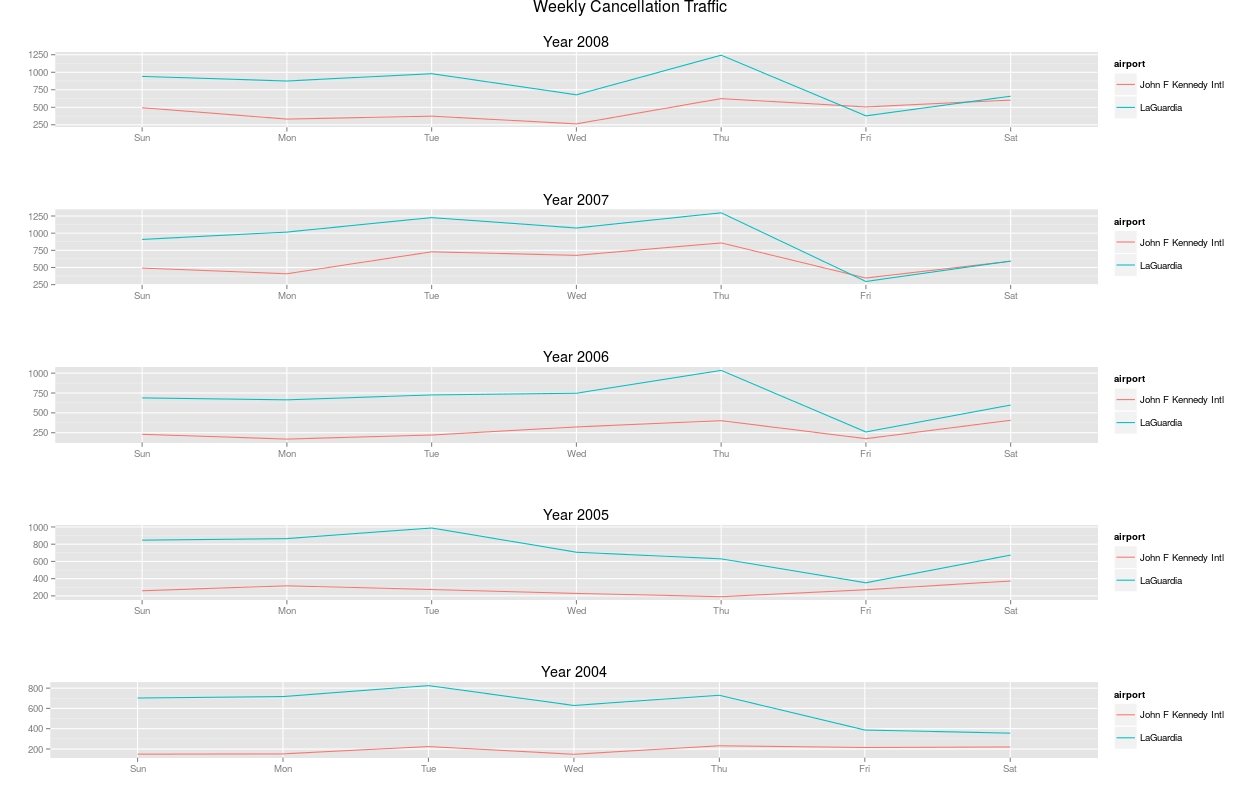 Weekly Cancellation Traffic
Year 2008
1250
1000
750
500
250
Sun Mon Tue Wed Thu Fri Sat
airport
John F Kennedy Intl
LaGuardia
Year 2007
1250
1000
750
500
250
Sun Mon Tue Wed Thu Fri Sat
airport
John F Kennedy Intl
LaGuardia
Year 2006
1000
750
500
250
Sun Mon Tue Wed Thu Fri Sat
airport
John F Kennedy Intl
LaGuardia
Year 2005
1000
800
600
400
200
Sun Mon Tue Wed Thu Fri Sat
airport
John F Kennedy Intl
LaGuardia
Year 2004
800
600
400
200
Sun Mon Tue Wed Thu Fri Sat
airport
John F Kennedy Intl
LaGuardia